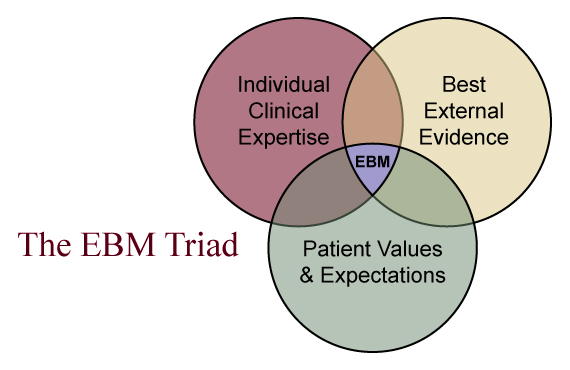 Individual
Clinical
Expertise
Best
External
Evidence
EBM
The EBM Triad
Patient Values
& Expectations